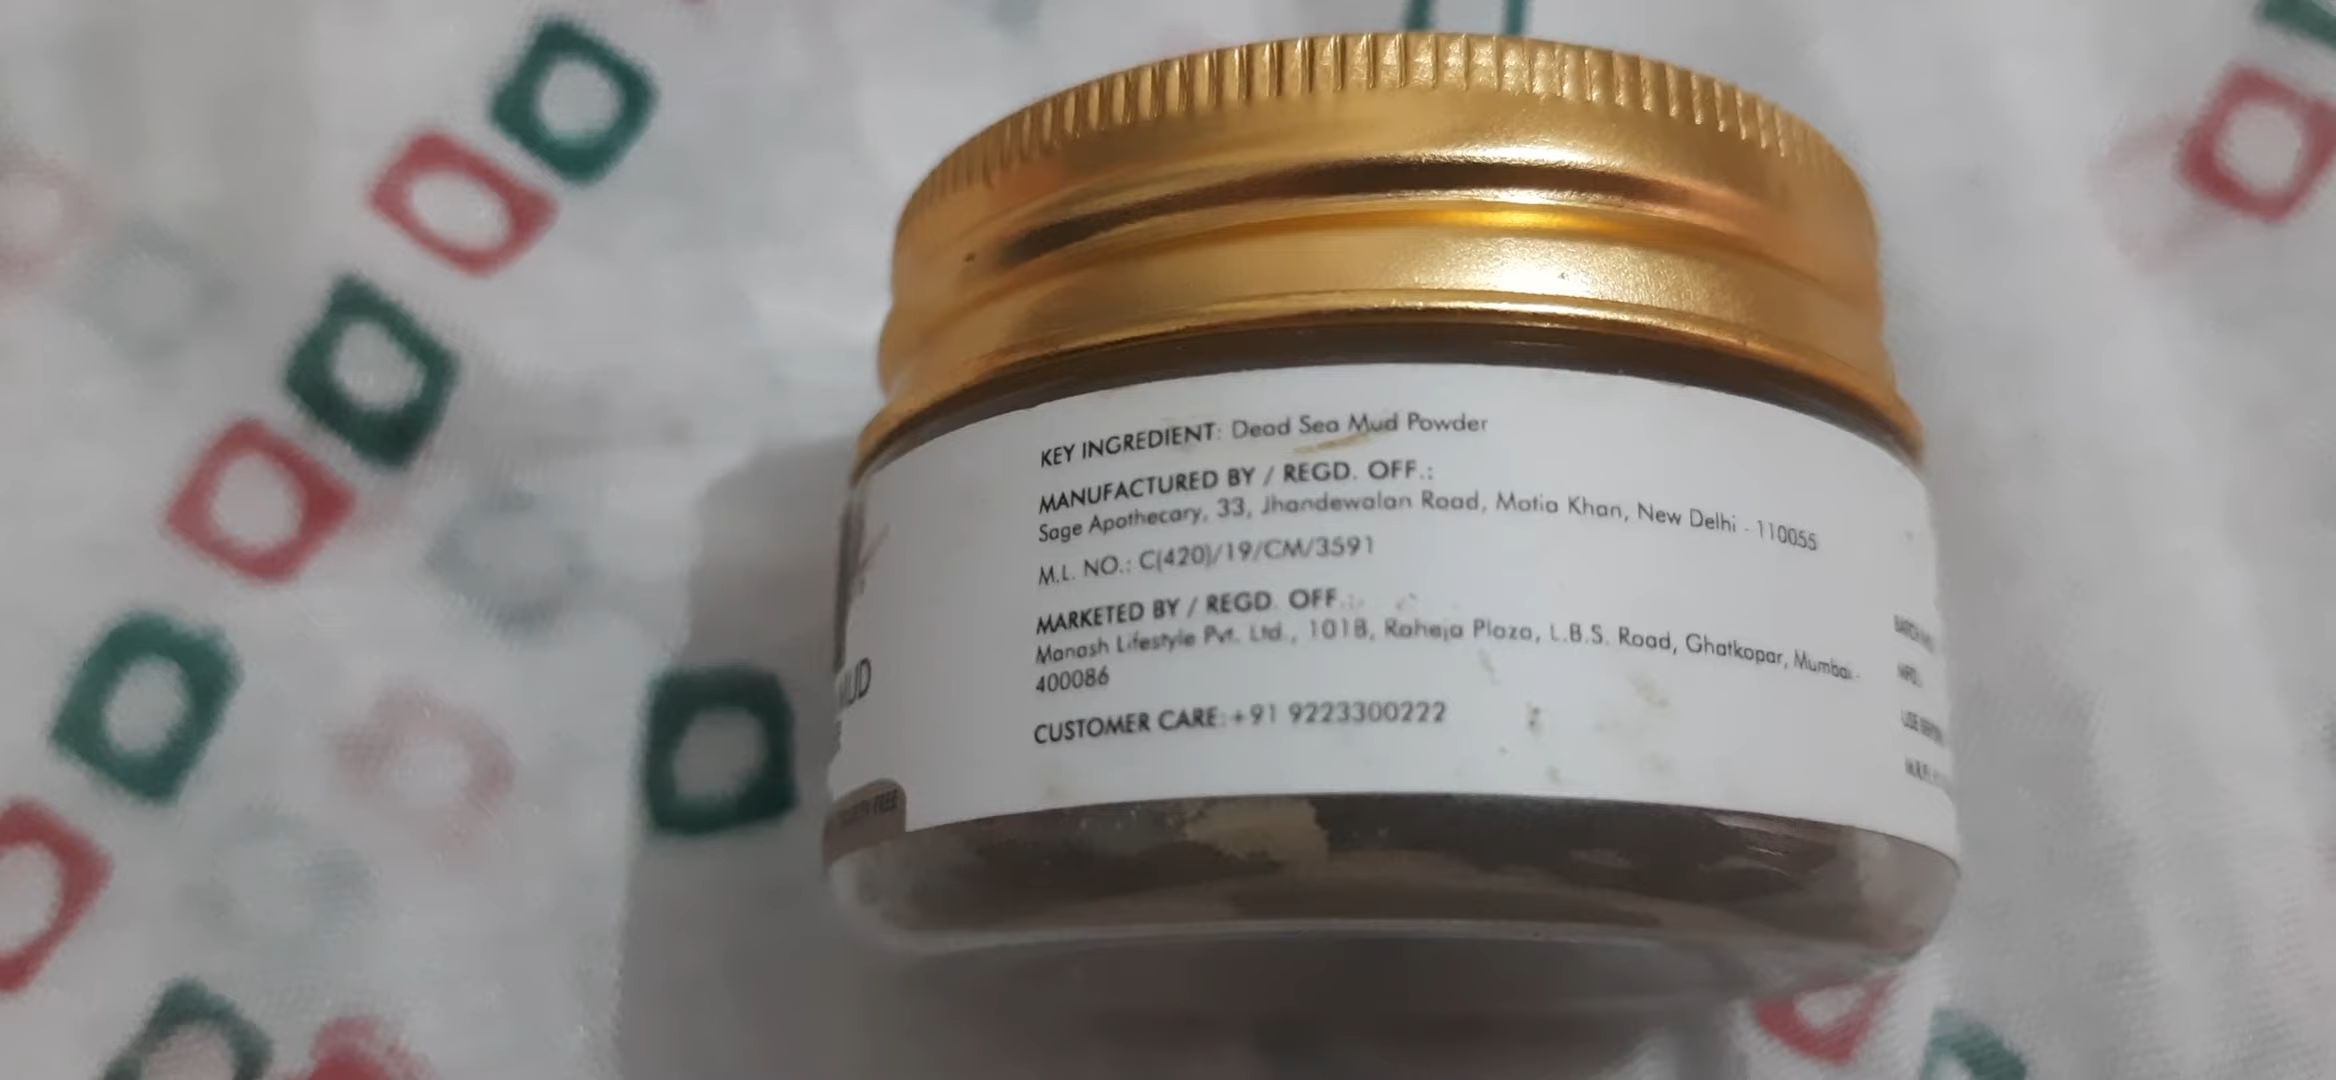 KEY INGREDIENT: Dead Sea Mud Powder
MANUFACTURED BY / REGD. OFF.:
Sage Apothecary, 33, Jhandewalan Road, Motia Khan, New Delhi - 110055
M.L. NO.: C(420)/19/CM/3591
MARKETED BY / REGD. OFF.:
Manash Lifestyle Pvt. Ltd., 101B, Raheja Plaza, L.B.S. Road, Ghatkopar, Mumbai -
400086
CUSTOMER CARE:+91 9223300222
MUD
FREE